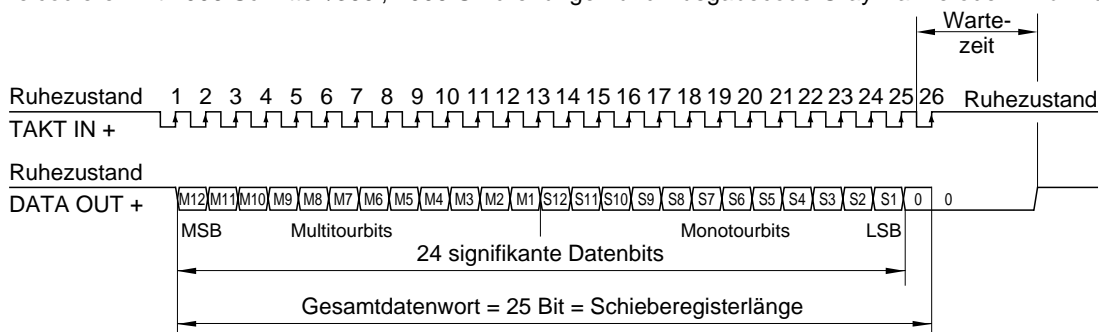 Warte-
zeit
Ruhezustand 1 2 3 4 5 6 7 8 9 10 11 12 13 14 15 16 17 18 19 20 21 22 23 24 25 26 Ruhezustand
TAKT IN +
Ruhezustand
DATA OUT + M12 M11 M10 M9 M8 M7 M6 M5 M4 M3 M2 M1 S12 S11 S10 S9 S8 S7 S6 S5 S4 S3 S2 S1 0 0
MSB Multitourbits Monotourbits LSB
24 signifikante Datenbits
Gesamtdatenwort = 25 Bit = Schieberegisterlänge